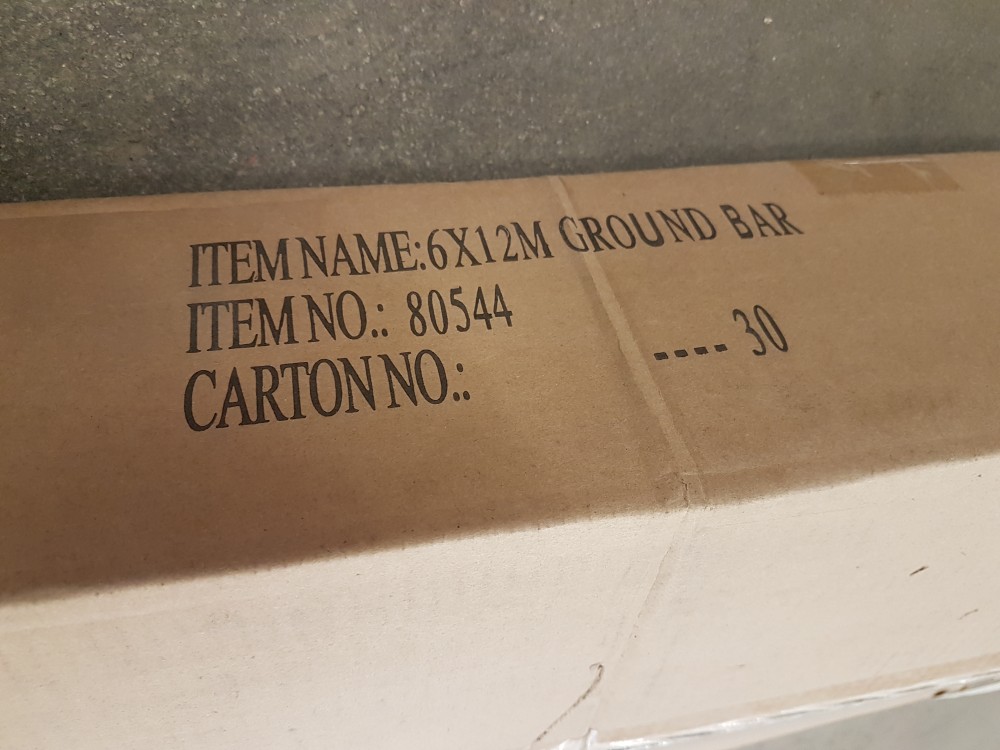 ITEM NAME:6X12M GROUND BAR
ITEM NO.: 80544
CARTON NO.: ---- 30